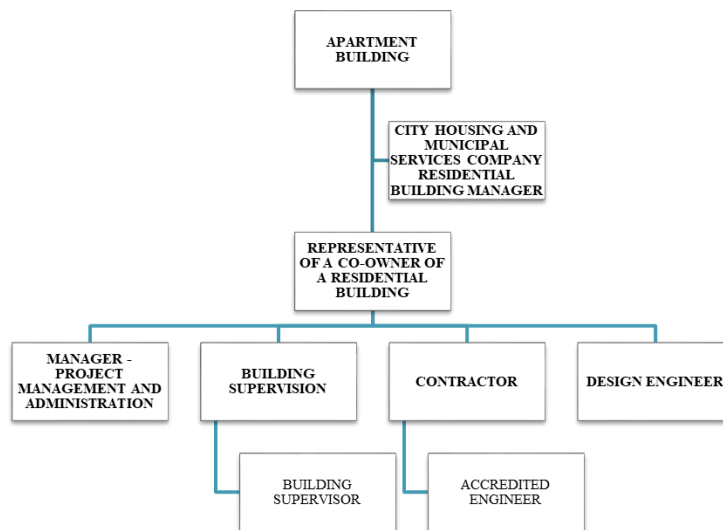 APARTMENT
BUILDING
CITY HOUSING AND
MUNICIPAL
SERVICES COMPANY
RESIDENTIAL
BUILDING MANAGER
REPRESENTATIVE
OF A CO-OWNER OF
A RESIDENTIAL
BUILDING
MANAGER -
PROJECT
MANAGEMENT AND
ADMINISTRATION
BUILDING
SUPERVISION
CONTRACTOR
DESIGN ENGINEER
BUILDING
SUPERVISOR
ACCREDITED
ENGINEER